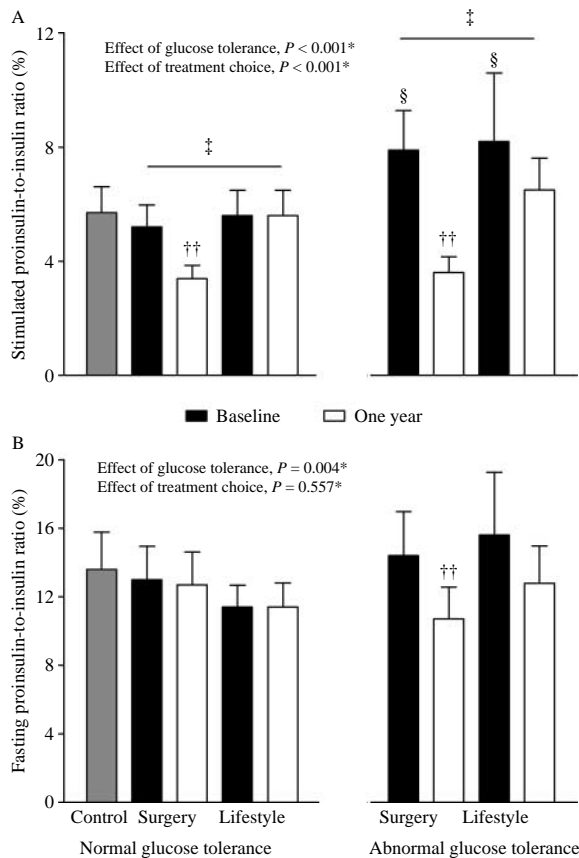 A
Stimulated proinsulin-to-insulin ratio (%)
12
8
4
0
Effect of glucose tolerance, P < 0.001*
Effect of treatment choice, P < 0.001*
‡
††
‡
§
††
§
Baseline
One year
B
Fasting proinsulin-to-insulin ratio (%)
20
16
12
8
4
0
Effect of glucose tolerance, P = 0.004*
Effect of treatment choice, P = 0.557*
††
Control Surgery Lifestyle
Surgery Lifestyle
Normal glucose tolerance
Abnormal glucose tolerance